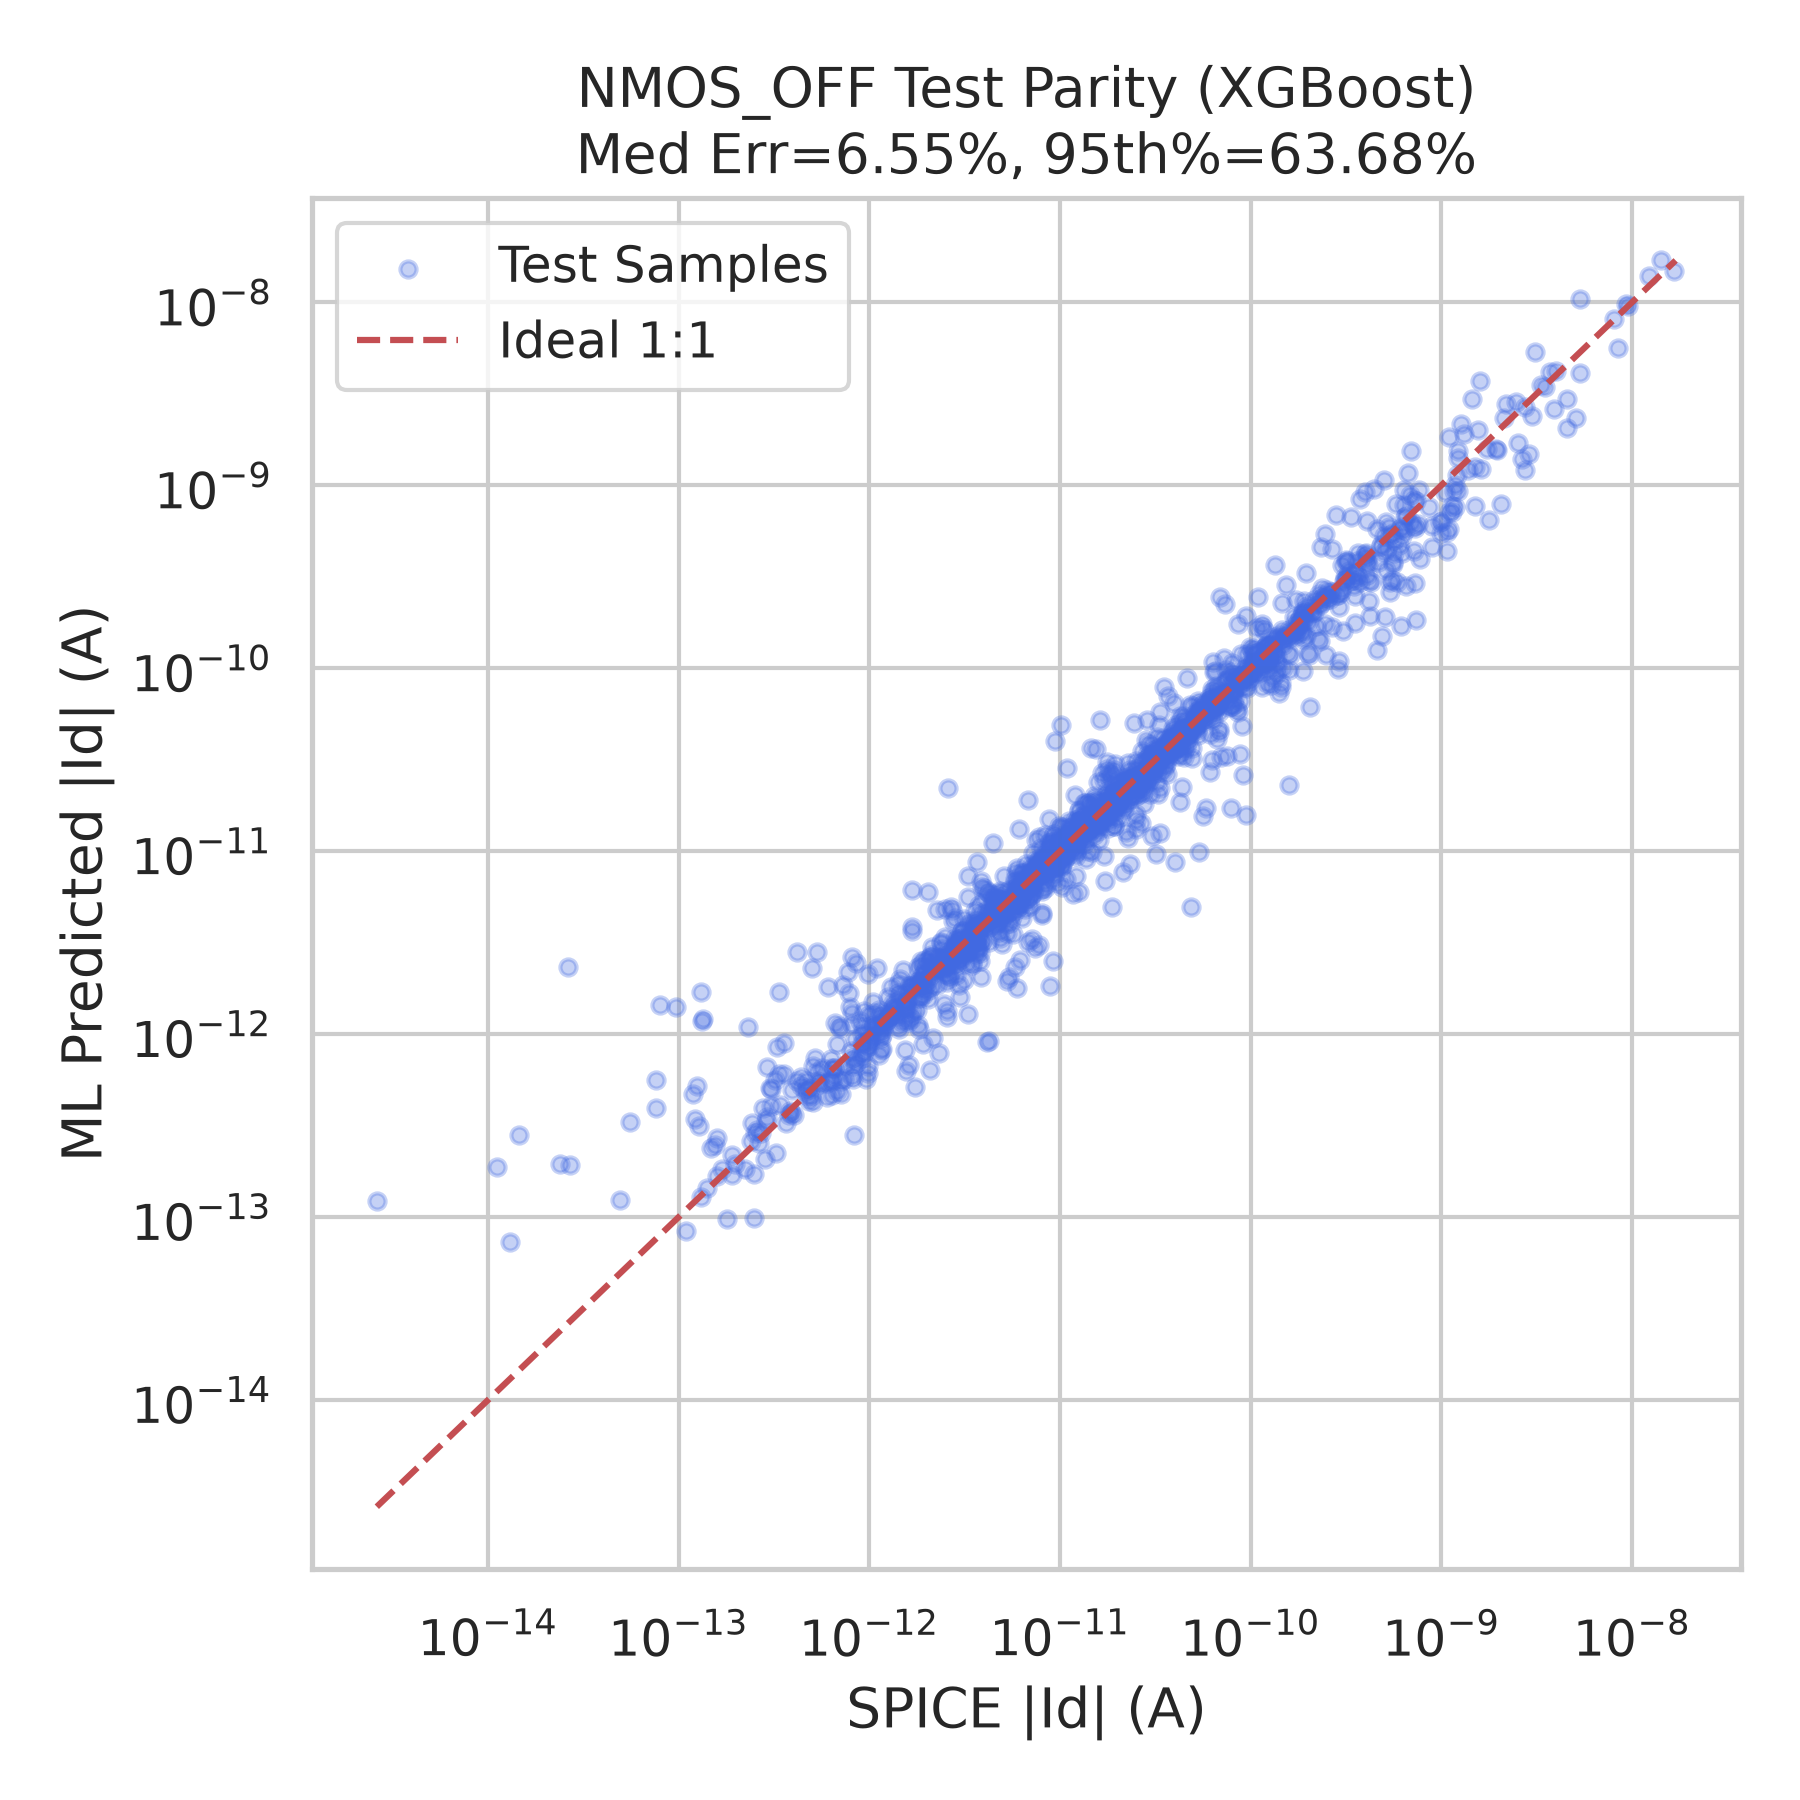 NMOS_OFF Test Parity (XGBoost)
Med Err=6.55%, 95th%=63.68%
Test Samples
Ideal 1:1
ML Predicted |Id| (A)
10⁻⁸
10⁻⁹
10⁻¹⁰
10⁻¹¹
10⁻¹²
10⁻¹³
10⁻¹⁴
10⁻¹⁴ 10⁻¹³ 10⁻¹² 10⁻¹¹ 10⁻¹⁰ 10⁻⁹ 10⁻⁸
SPICE |Id| (A)